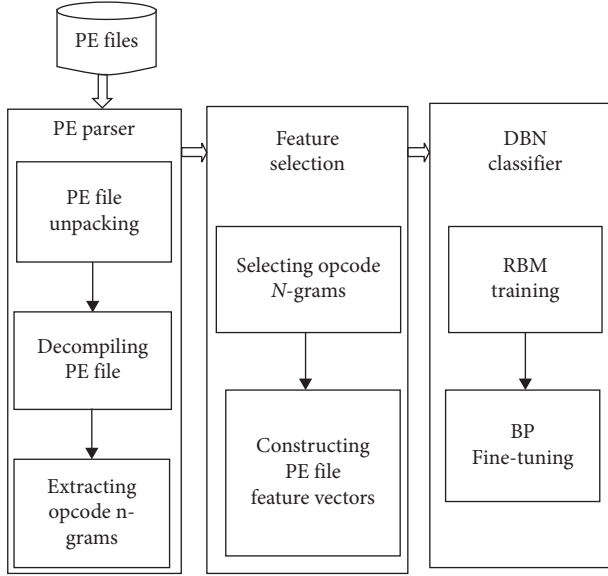 PE files
PE parser
PE file
unpacking
Decompiling
PE file
Extracting
opcode n-
grams
Feature
selection
Selecting opcode
N-grams
Constructing
PE file
feature vectors
DBN
classifier
RBM
training
BP
Fine-tuning